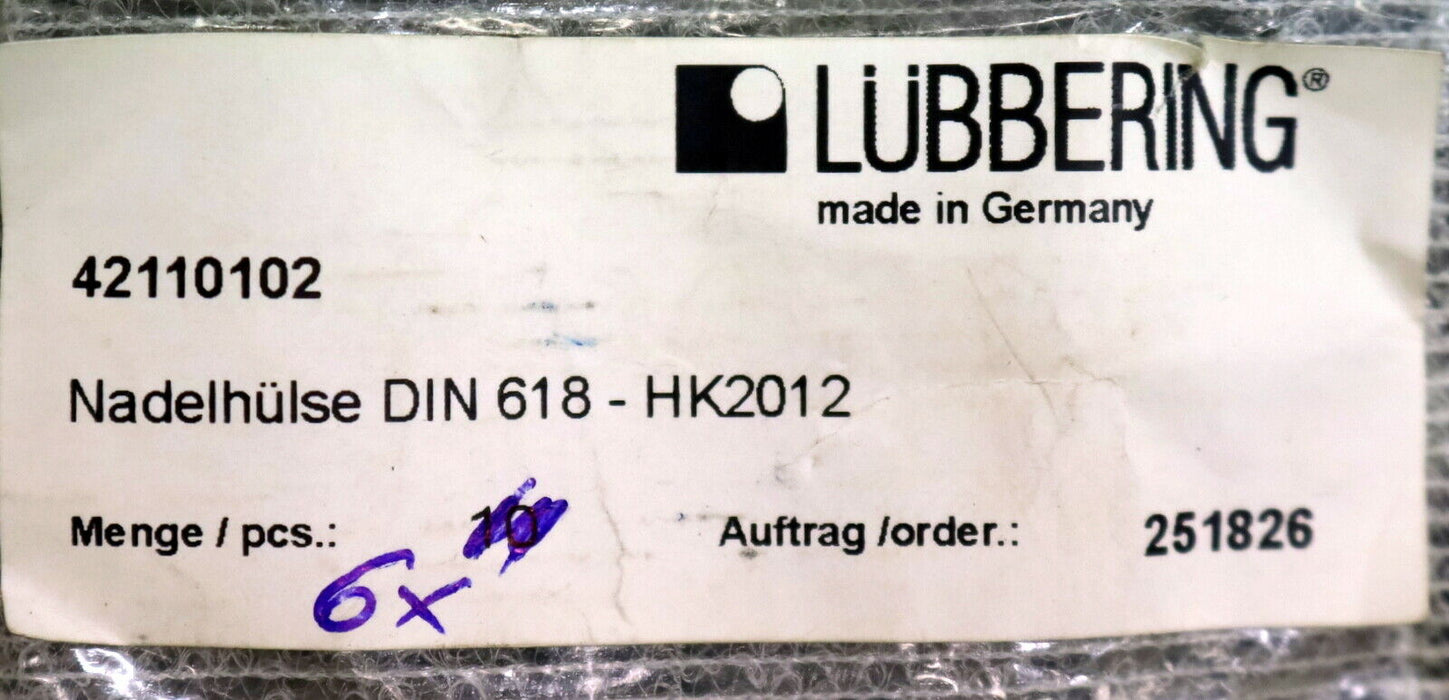 LÜBBERING®
made in Germany
42110102
Nadelhülse DIN 618 - HK2012
Menge / pcs.: 10 Auftrag /order.: 251826
6x